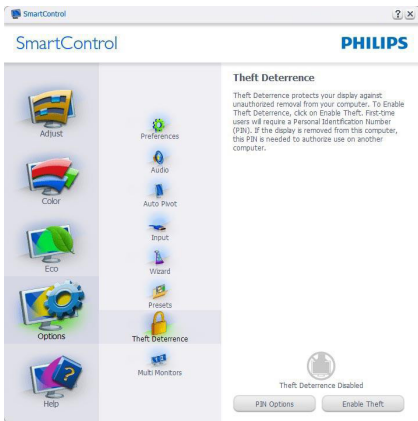 SmartControl
? X
SmartControl
PHILIPS
Adjust
Color
Eco
Options
Help
Preferences
Audio
Auto Pivot
Input
Wizard
Presets
Theft Deterrence
Multi Monitors
Theft Deterrence
Theft Deterrence protects your display against
unauthorized removal from your computer. To Enable
Theft Deterrence, click on Enable Theft. First-time
users will require a Personal Identification Number
(PIN). If the display is removed from this computer,
this PIN is needed to authorize use on another
computer.
Theft Deterrence Disabled
PIN Options
Enable Theft